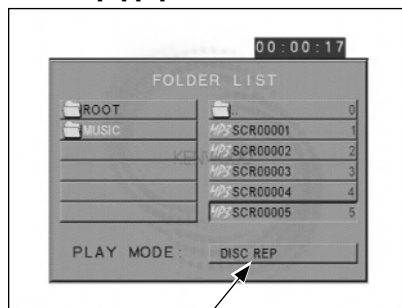 00:00:17
FOLDER LIST
ROOT
MUSIC
.. 0
MP3 SCR00001 1
MP3 SCR00002 2
MP3 SCR00003 3
MP3 SCR00004 4
MP3 SCR00005 5
PLAY MODE: DISC REP